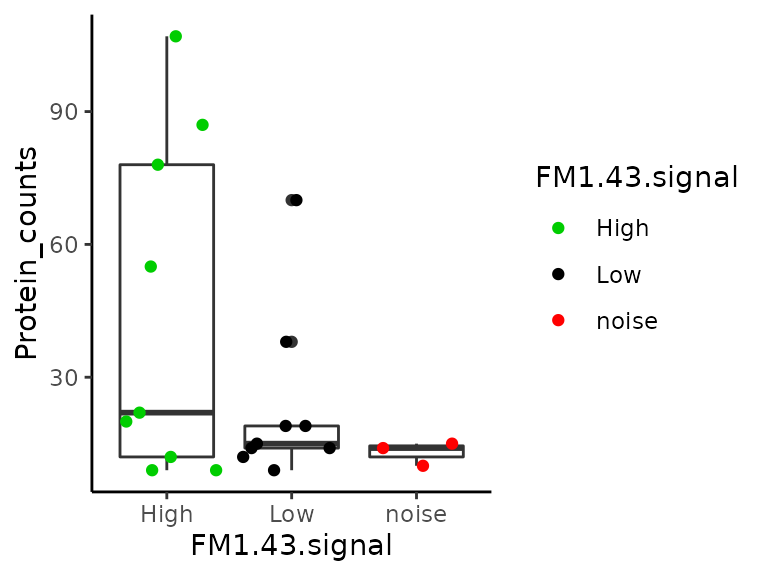 Protein_counts
90
60
30
High Low noise
FM1.43.signal
FM1.43.signal
High
Low
noise